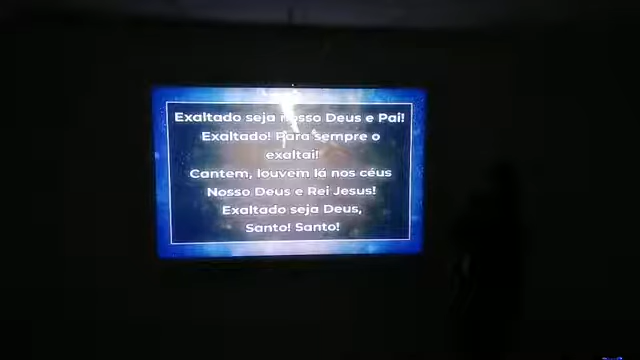 Exaltado seja nosso Deus e Pai!
Exaltado! Para sempre o
exaltai!
Cantem, louvem lá nos céus
Nosso Deus e Rei Jesus!
Exaltado seja Deus,
Santo! Santo!